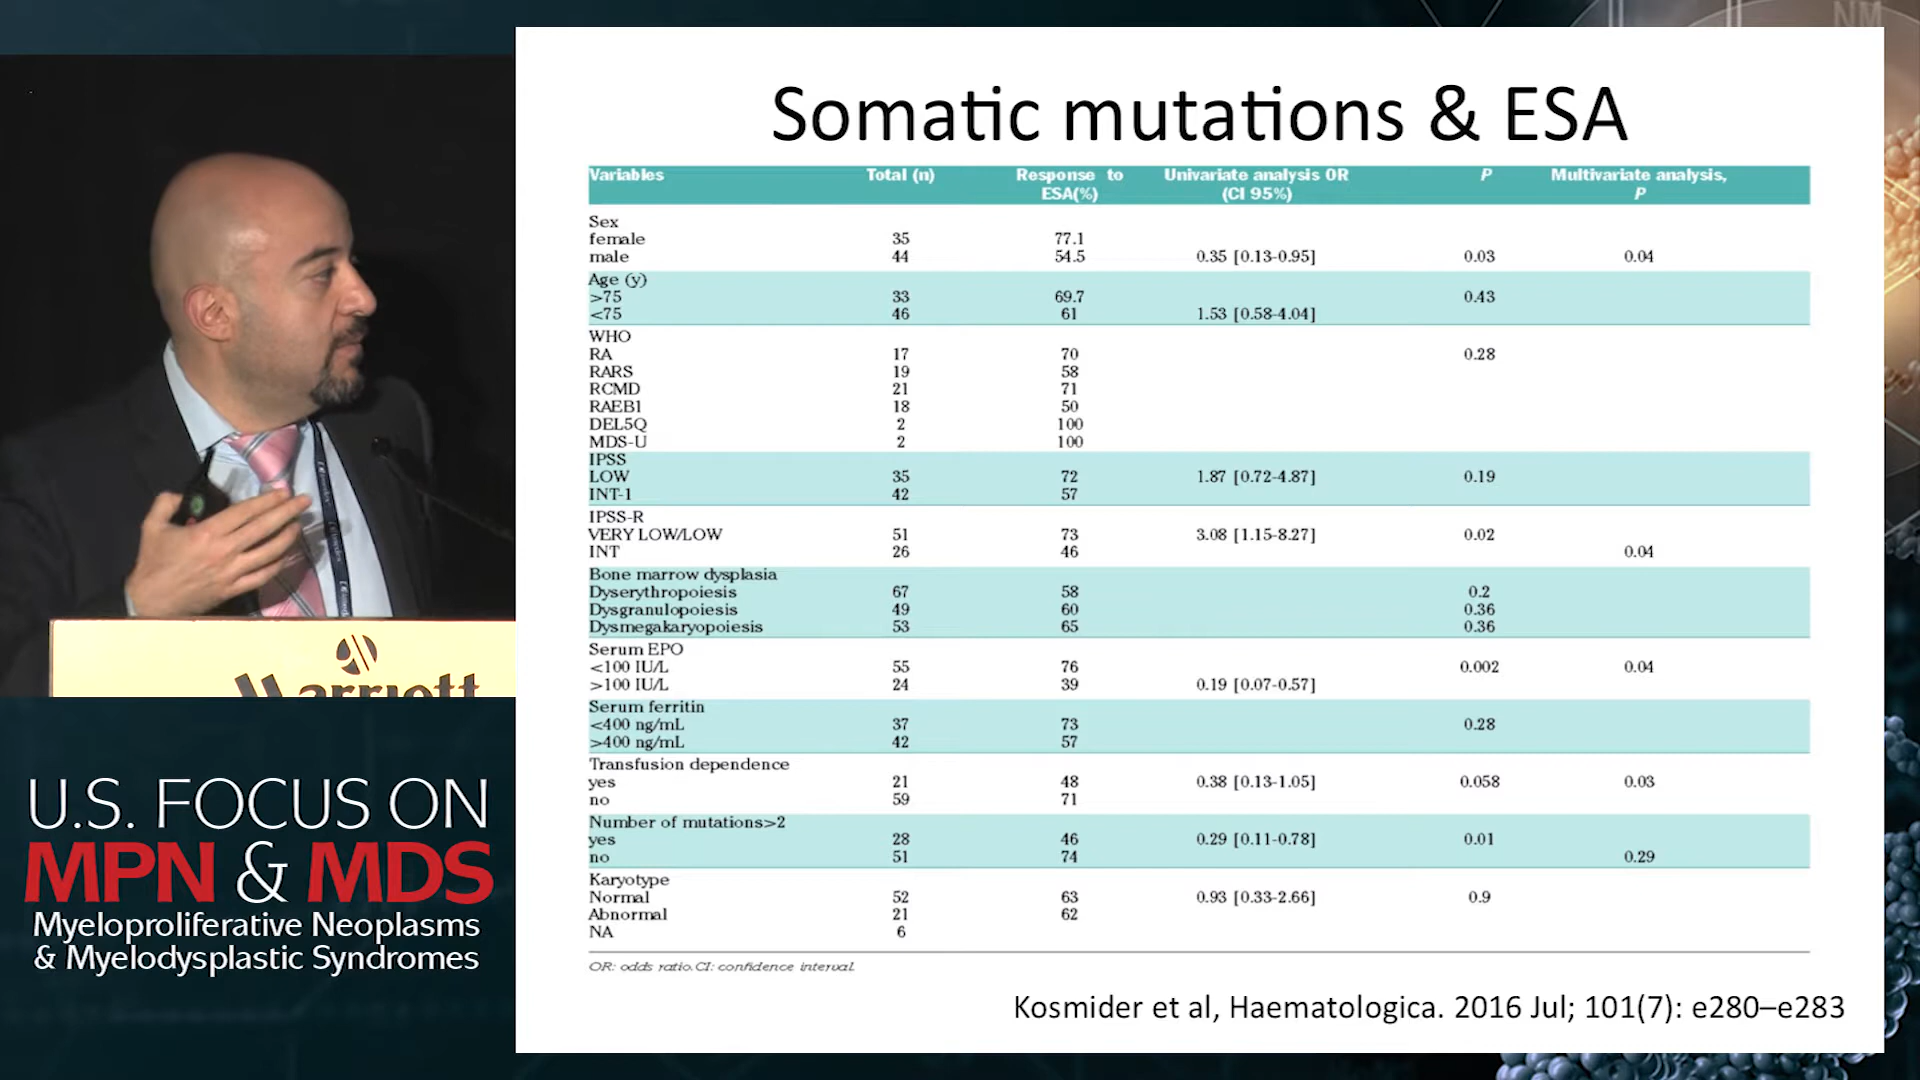 NM
Somatic mutations & ESA
Variables Total (n) Response to ESA(%) Univariate analysis OR (CI 95%) P Multivariate analysis, P
Sex
female 35 77.1
male 44 54.5 0.35 [0.13-0.95] 0.03 0.04
Age (y)
>75 33 69.7 0.43
<75 46 61 1.53 [0.58-4.04]
WHO
RA 17 70 0.28
RARS 19 58
RCMD 21 71
RAEB1 18 50
DEL5Q 2 100
MDS-U 2 100
IPSS
LOW 35 72 1.87 [0.72-4.87] 0.19
INT-1 42 57
IPSS-R
VERY LOW/LOW 51 73 3.08 [1.15-8.27] 0.02
INT 26 46 0.04
Bone marrow dysplasia
Dyserythropoiesis 67 58 0.2
Dysgranulopoiesis 49 60 0.36
Dysmegakaryopoiesis 53 65 0.36
Serum EPO
<100 IU/L 55 76 0.002 0.04
>100 IU/L 24 39 0.19 [0.07-0.57]
Serum ferritin
<400 ng/mL 37 73 0.28
>400 ng/mL 42 57
Transfusion dependence
yes 21 48 0.38 [0.13-1.05] 0.058 0.03
no 59 71
Number of mutations>2
yes 28 46 0.29 [0.11-0.78] 0.01
no 51 74 0.29
Karyotype
Normal 52 63 0.93 [0.33-2.66] 0.9
Abnormal 21 62
NA 6
OR: odds ratio. CI: confidence interval.
Kosmider et al, Haematologica. 2016 Jul; 101(7): e280–e283
Marriott
U.S. FOCUS ON
MPN & MDS
Myeloproliferative Neoplasms
& Myelodysplastic Syndromes